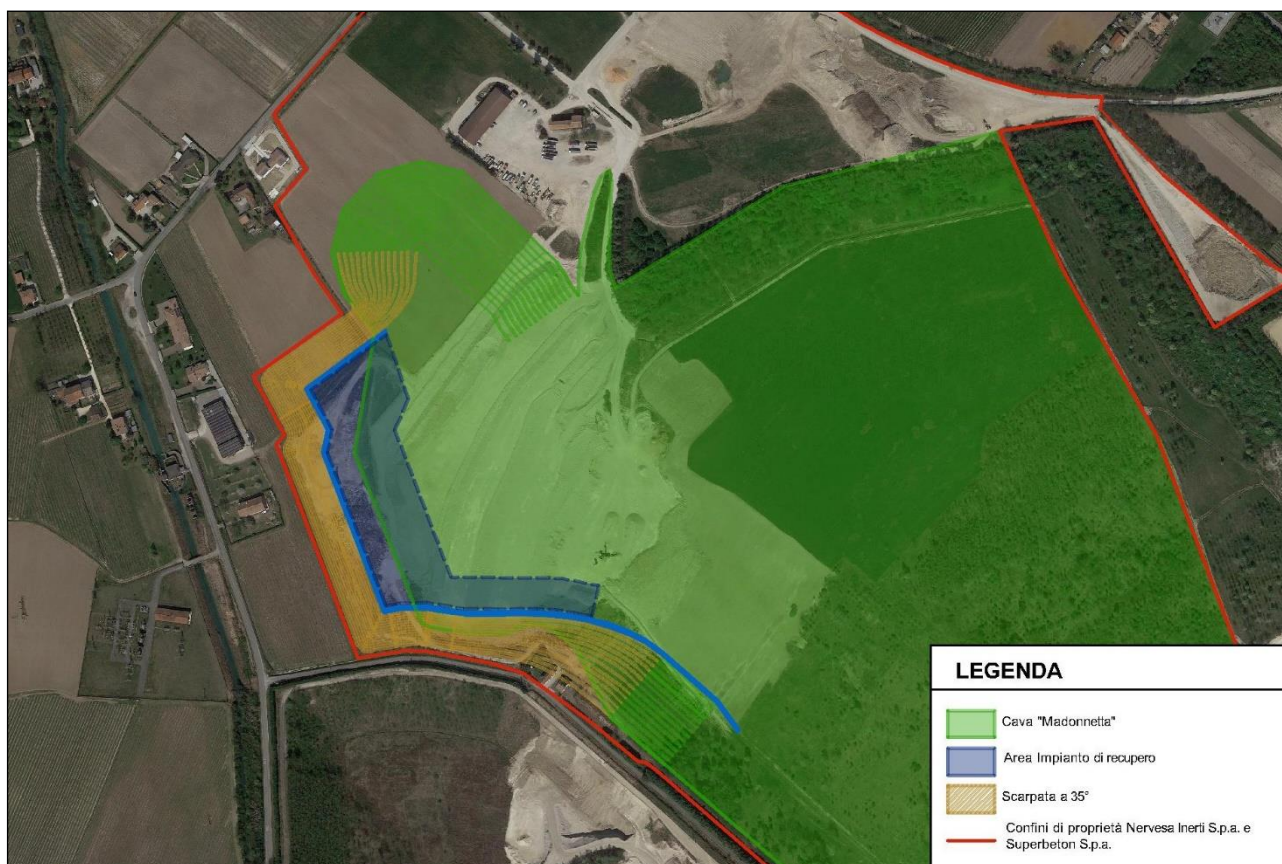 LEGENDA
Cava "Madonnetta"
Area Impianto di recupero
Scarpata a 35°
Confini di proprietà Nervesa Inerti S.p.a. e
Superbeton S.p.a.